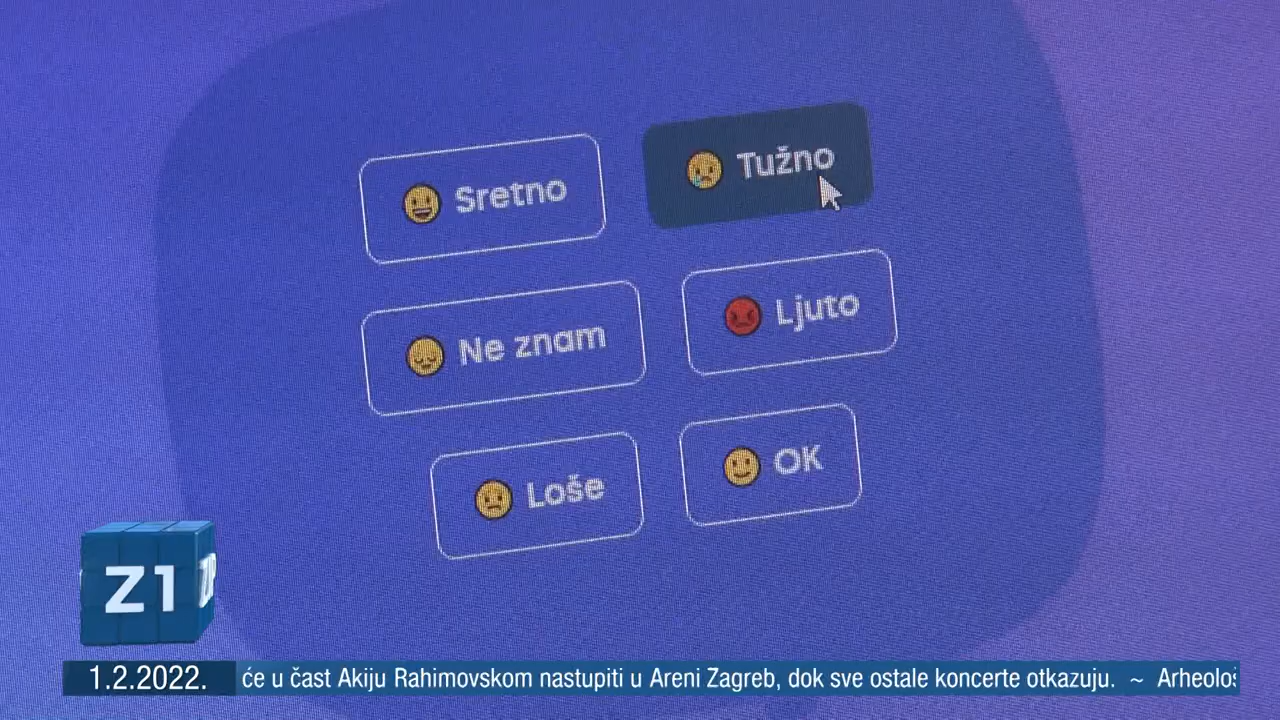 Sretno
Tužno
Ne znam
Ljuto
Loše
OK
Z1
1.2.2022.
će u čast Akiju Rahimovskom nastupiti u Areni Zagreb, dok sve ostale koncerte otkazuju. ~ Arheološ